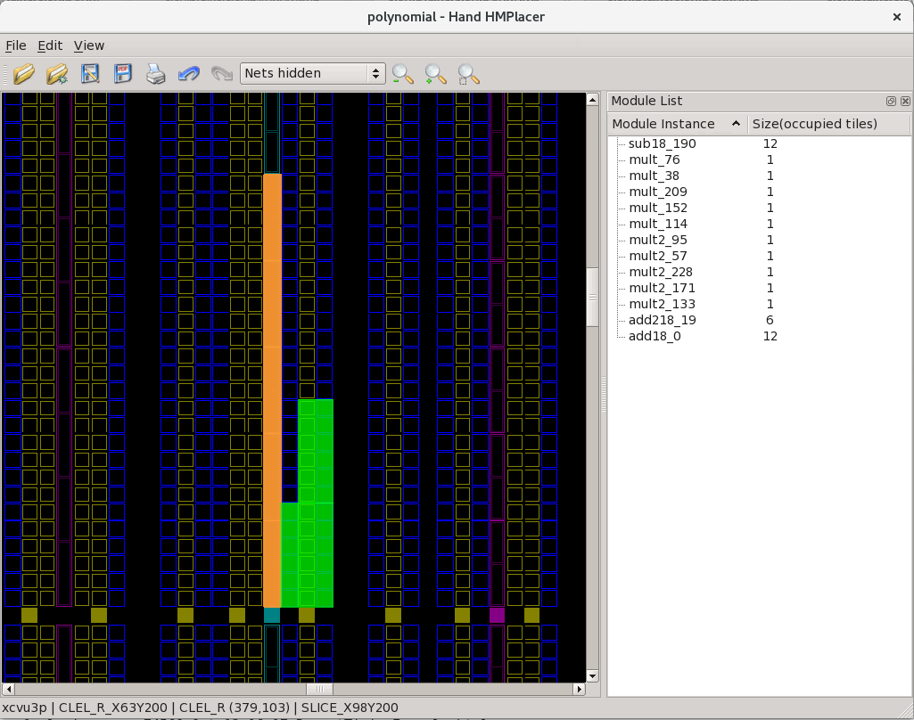 polynomial - Hand HMPlacer
File Edit View
Nets hidden
Module List
Module Instance Size(occupied tiles)
sub18_190 12
mult_76 1
mult_38 1
mult_209 1
mult_152 1
mult_114 1
mult2_95 1
mult2_57 1
mult2_228 1
mult2_171 1
mult2_133 1
add218_19 6
add18_0 12
xcvu3p | CLEL_R_X63Y200 | CLEL_R (379,103) | SLICE_X98Y200